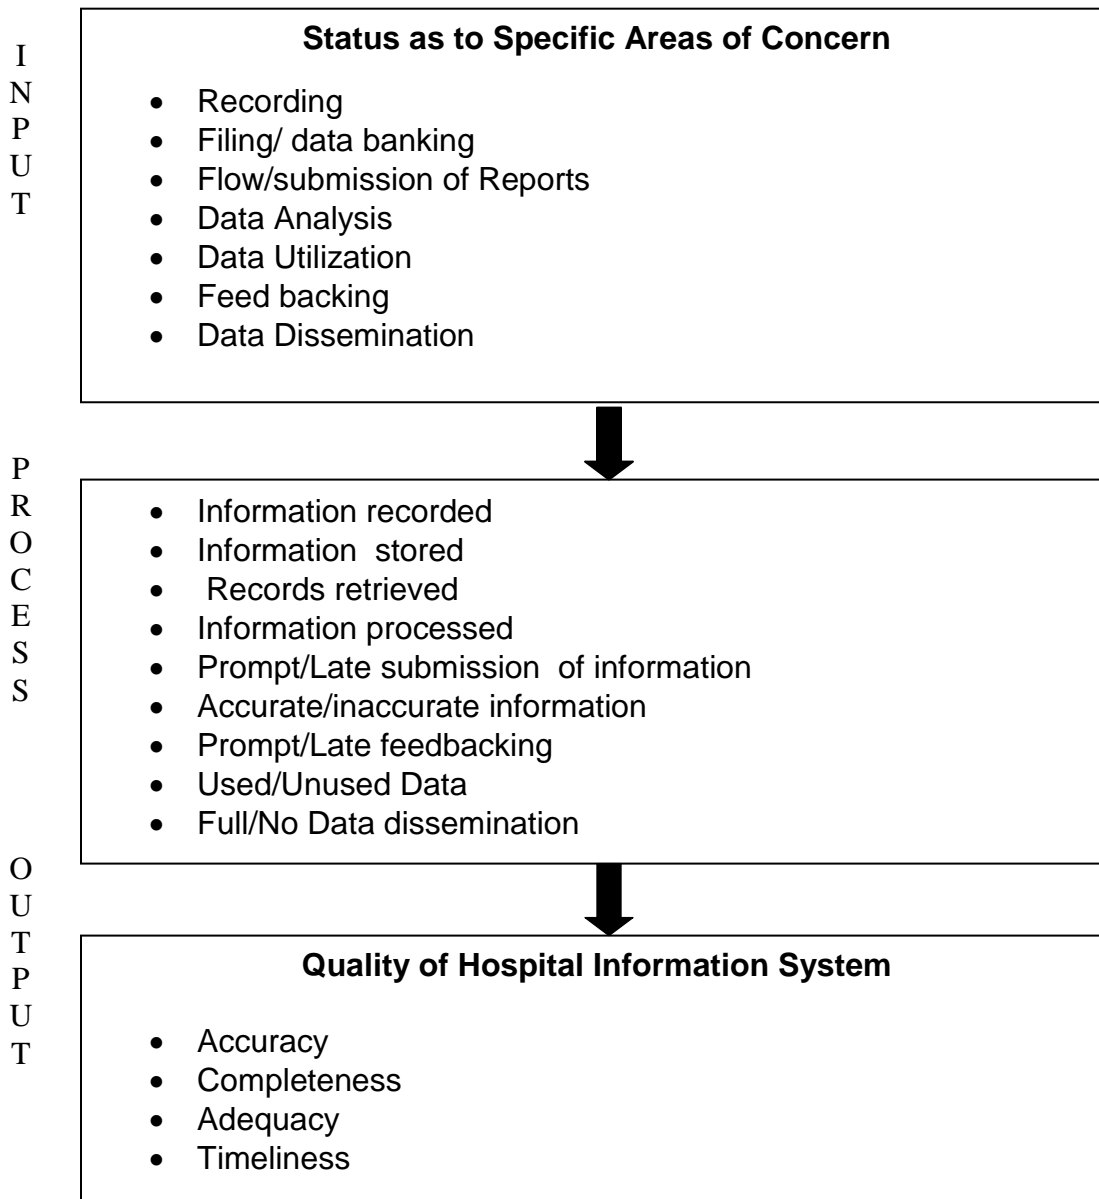 INPUT
Status as to Specific Areas of Concern
• Recording
• Filing/ data banking
• Flow/submission of Reports
• Data Analysis
• Data Utilization
• Feed backing
• Data Dissemination
PROCESS
• Information recorded
• Information stored
• Records retrieved
• Information processed
• Prompt/Late submission of information
• Accurate/inaccurate information
• Prompt/Late feedbacking
• Used/Unused Data
• Full/No Data dissemination
OUTPUT
Quality of Hospital Information System
• Accuracy
• Completeness
• Adequacy
• Timeliness